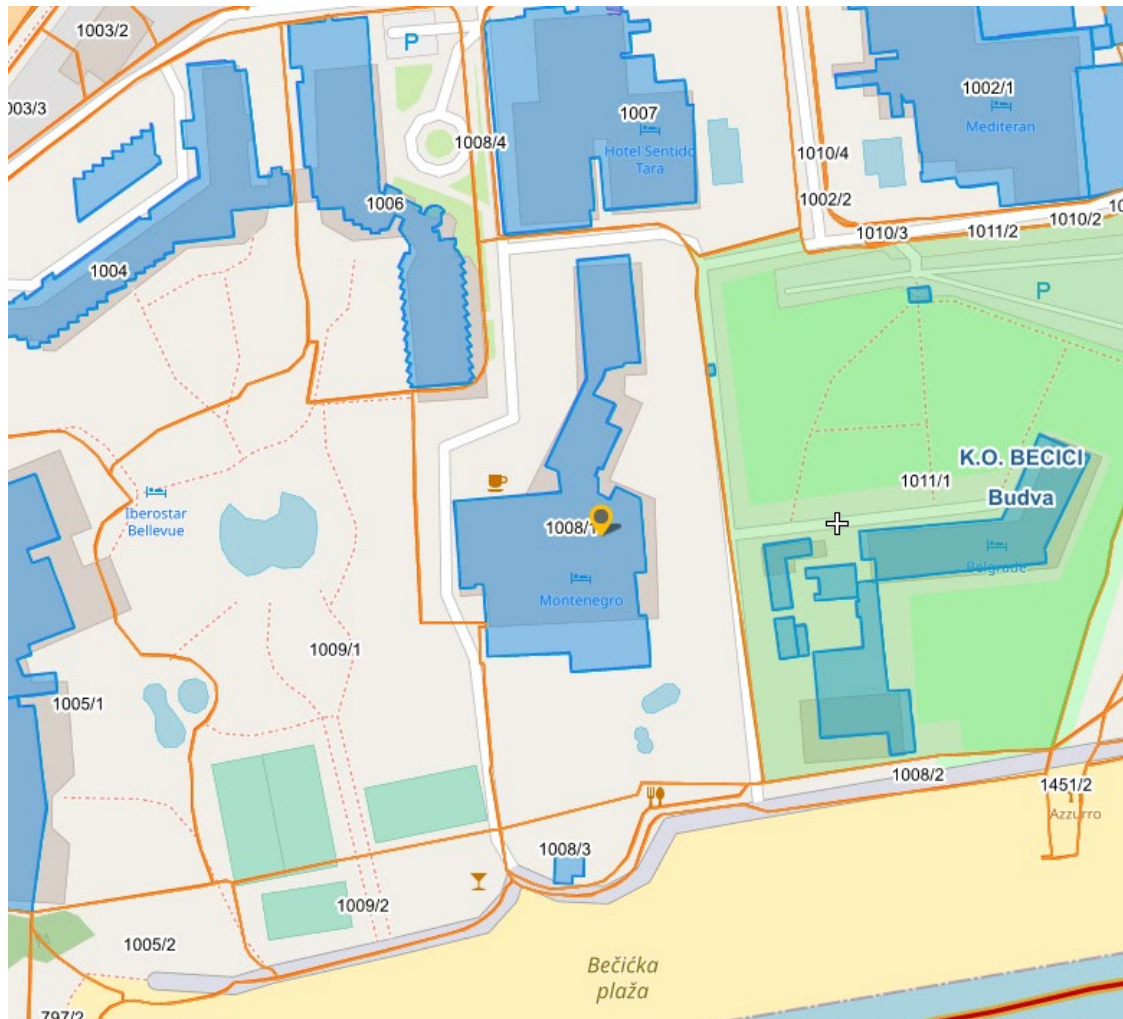 1003/2
P
1003/3
1007
Hotel Sentido
Tara
1002/1
Mediteran
1008/4
1010/4
1002/2
1006
1010/3
1011/2
1010/2
1004
P
K.O. BECICI
Budva
1011/1
Iberostar
Bellevue
1008/1
Belgrade
Montenegro
1009/1
1005/1
1008/2
1451/2
Azzurro
1008/3
1009/2
1005/2
Bečićka
plaža
797/2